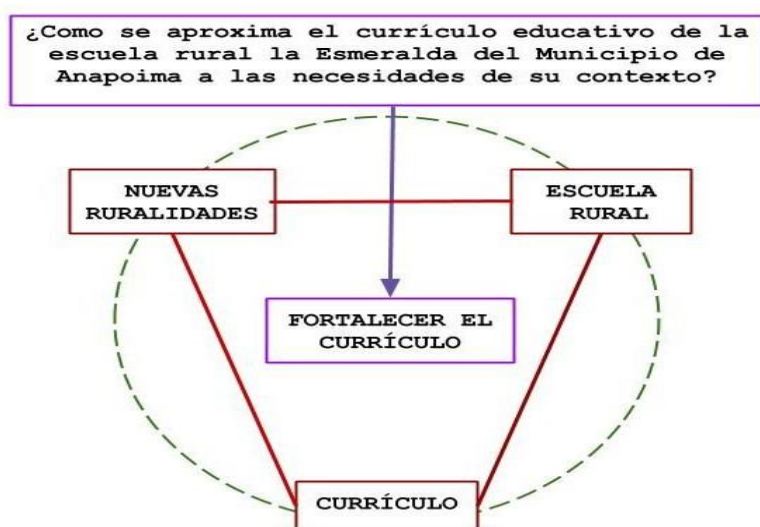 ¿Como se aproxima el currículo educativo de la
escuela rural la Esmeralda del Municipio de
Anapoima a las necesidades de su contexto?
NUEVAS
RURALIDADES
ESCUELA
RURAL
FORTALECER EL
CURRÍCULO
CURRÍCULO